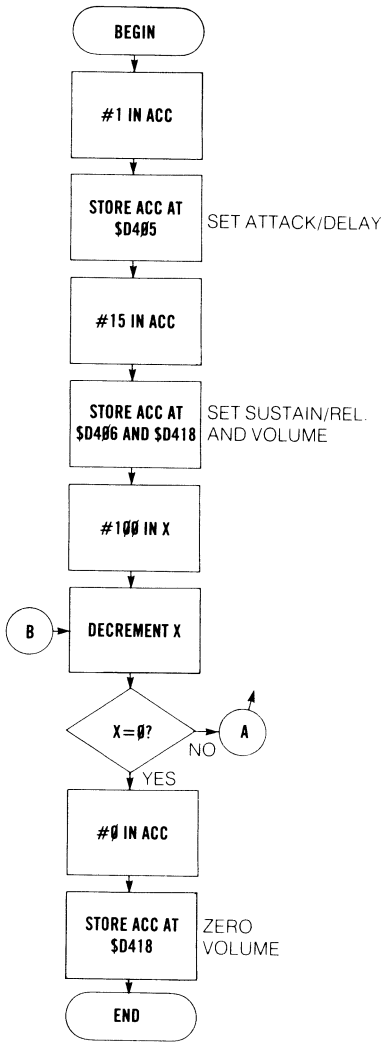 BEGIN
#1 IN ACC
STORE ACC AT
$D4Ø5
SET ATTACK/DELAY
#15 IN ACC
STORE ACC AT
$D4Ø6 AND $D418
SET SUSTAIN/REL.
AND VOLUME
#1ØØ IN X
B
DECREMENT X
X=Ø?
NO
A
YES
#Ø IN ACC
STORE ACC AT
$D418
ZERO
VOLUME
END